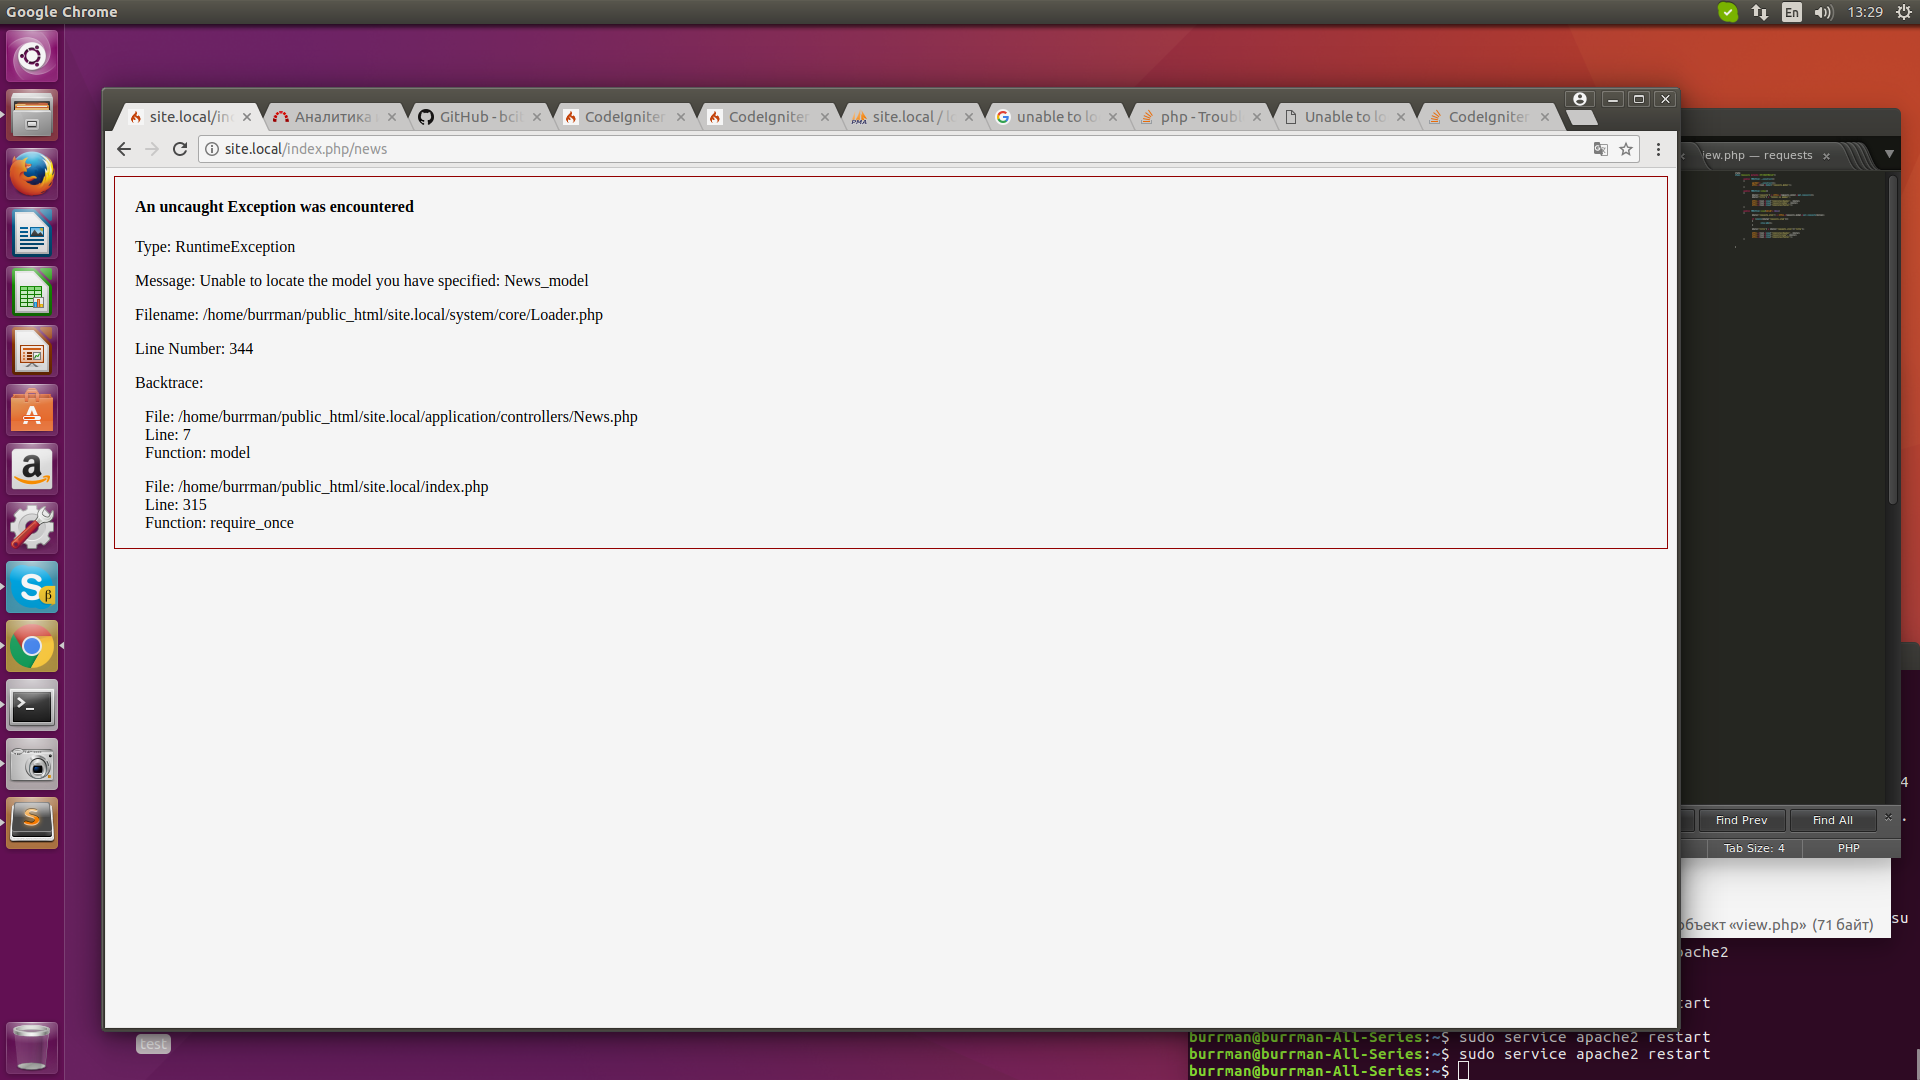 Google Chrome
En
13:29
site.local/in
Аналитика
GitHub - bci
CodeIgniter
CodeIgniter
site.local / lo
unable to lo
php - Troubl
Unable to lo
CodeIgniter
site.local/index.php/news
iew.php — requests
An uncaught Exception was encountered
Type: RuntimeException
Message: Unable to locate the model you have specified: News_model
Filename: /home/burrman/public_html/site.local/system/core/Loader.php
Line Number: 344
Backtrace:
File: /home/burrman/public_html/site.local/application/controllers/News.php
Line: 7
Function: model
File: /home/burrman/public_html/site.local/index.php
Line: 315
Function: require_once
4
Find Prev
Find All
Tab Size: 4
PHP
su
объект «view.php» (71 байт)
pache2
tart
test
burrman@burrman-All-Series:~$ sudo service apache2 restart
burrman@burrman-All-Series:~$ sudo service apache2 restart
burrman@burrman-All-Series:~$